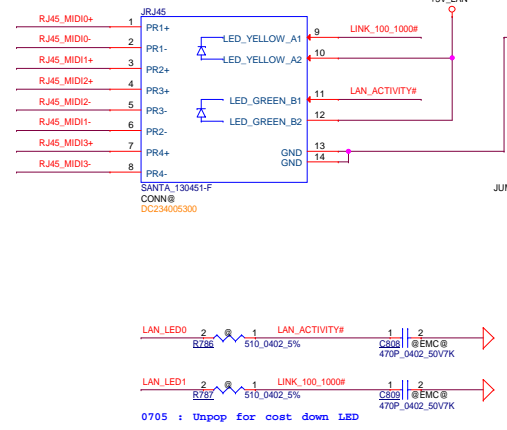 JRJ45
RJ45_MIDI0+ 1 PR1+ LED_YELLOW_A1 9 LINK_100_1000#
RJ45_MIDI0- 2 PR1- LED_YELLOW_A2 10
RJ45_MIDI1+ 3 PR2+
RJ45_MIDI2+ 4 PR3+ LED_GREEN_B1 11 LAN_ACTIVITY#
RJ45_MIDI2- 5 PR3-
RJ45_MIDI1- 6 PR2- LED_GREEN_B2 12
RJ45_MIDI3+ 7 PR4+ GND 13
GND 14
RJ45_MIDI3- 8 PR4-
SANTA_130451-F
CONN@
DC234005300
LAN_LED0 2 @ 1 LAN_ACTIVITY# 1 2
R786 510_0402_5% C808 @EMC@
470P_0402_50V7K
LAN_LED1 2 @ 1 LINK_100_1000# 1 2
R787 510_0402_5% C809 @EMC@
470P_0402_50V7K
0705 : Unpop for cost down LED